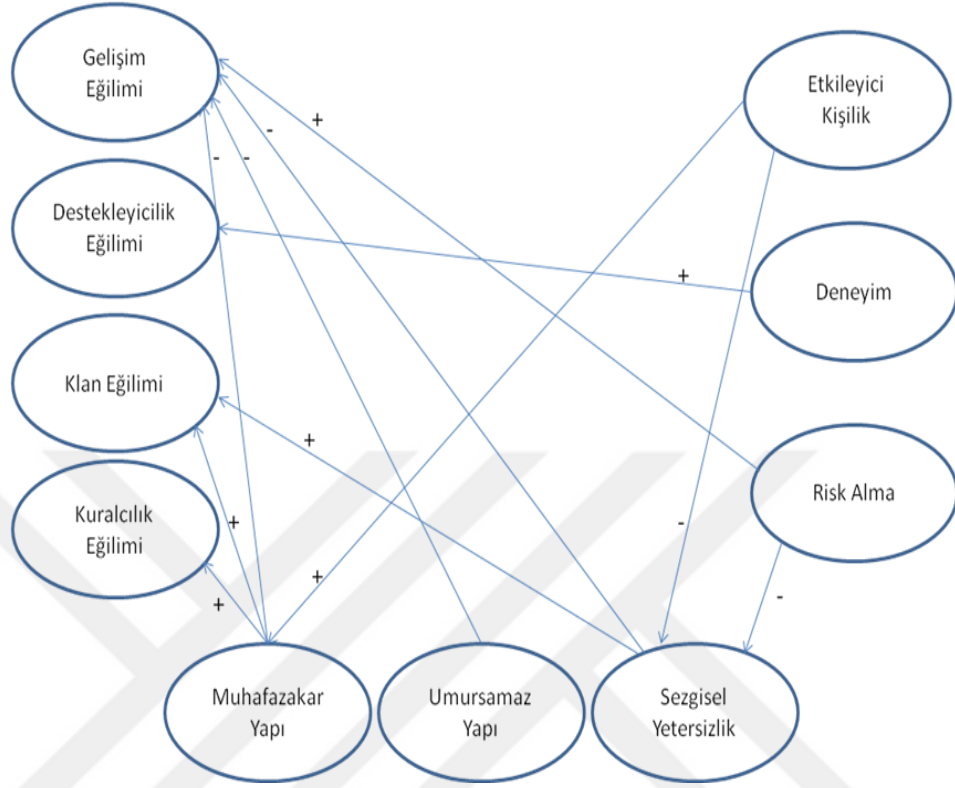 Gelişim
Eğilimi
Etkileyici
Kişilik
-
+
-
-
Destekleyicilik
Eğilimi
+
Deneyim
Klan Eğilimi
+
Risk Alma
Kuralcılık
Eğilimi
+
-
+
+
-
Muhafazakar
Yapı
Umursamaz
Yapı
Sezgisel
Yetersizlik